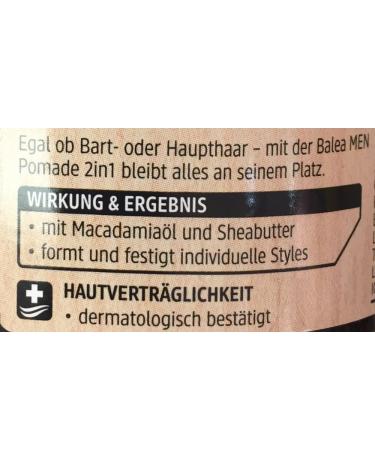 Egal ob Bart- oder Haupthaar – mit der Balea MEN
Pomade 2in1 bleibt alles an seinem Platz.
WIRKUNG & ERGEBNIS
• mit Macadamiaöl und Sheabutter
• formt und festigt individuelle Styles
HAUTVERTRÄGLICHKEIT
• dermatologisch bestätigt